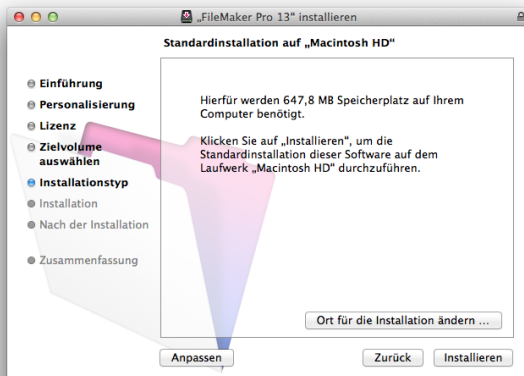 „FileMaker Pro 13“ installieren
Standardinstallation auf „Macintosh HD“
Einführung
Personalisierung
Lizenz
Zielvolume
auswählen
Installationstyp
Installation
Nach der Installation
Zusammenfassung
Hierfür werden 647,8 MB Speicherplatz auf Ihrem
Computer benötigt.
Klicken Sie auf „Installieren“, um die
Standardinstallation dieser Software auf dem
Laufwerk „Macintosh HD“ durchzuführen.
Ort für die Installation ändern ...
Anpassen
Zurück
Installieren